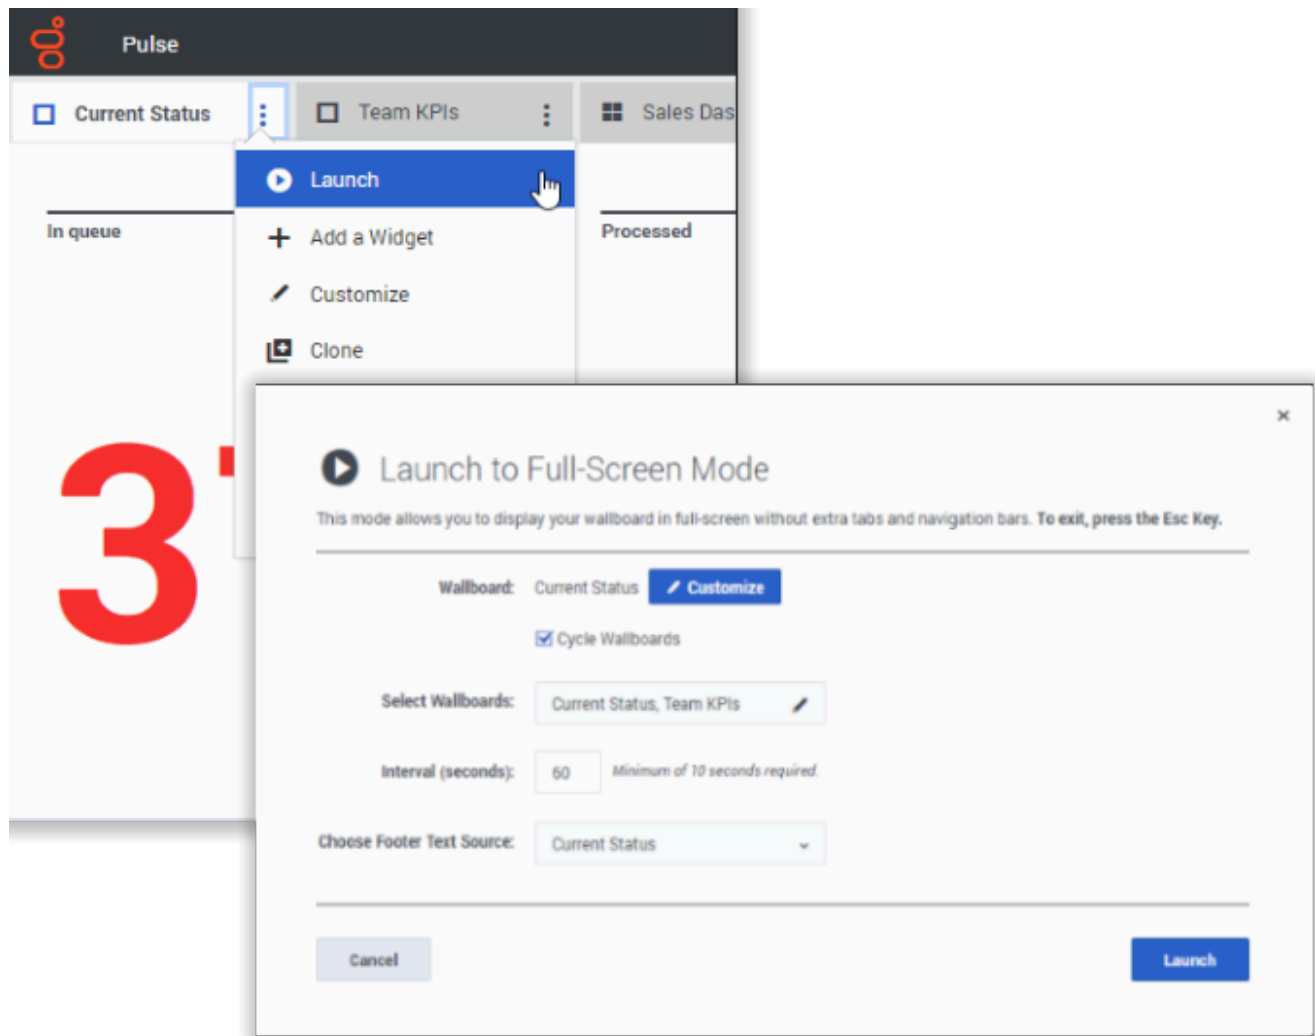 Pulse
Current Status
Team KPIs
Sales Das
Launch
In queue
Add a Widget
Processed
Customize
Clone
3
Launch to Full-Screen Mode
This mode allows you to display your wallboard in full-screen without extra tabs and navigation bars. To exit, press the Esc Key.
Wallboard: Current Status Customize
Cycle Wallboards
Select Wallboards: Current Status, Team KPIs
Interval (seconds): 60 Minimum of 10 seconds required.
Choose Footer Text Source: Current Status
Cancel
Launch